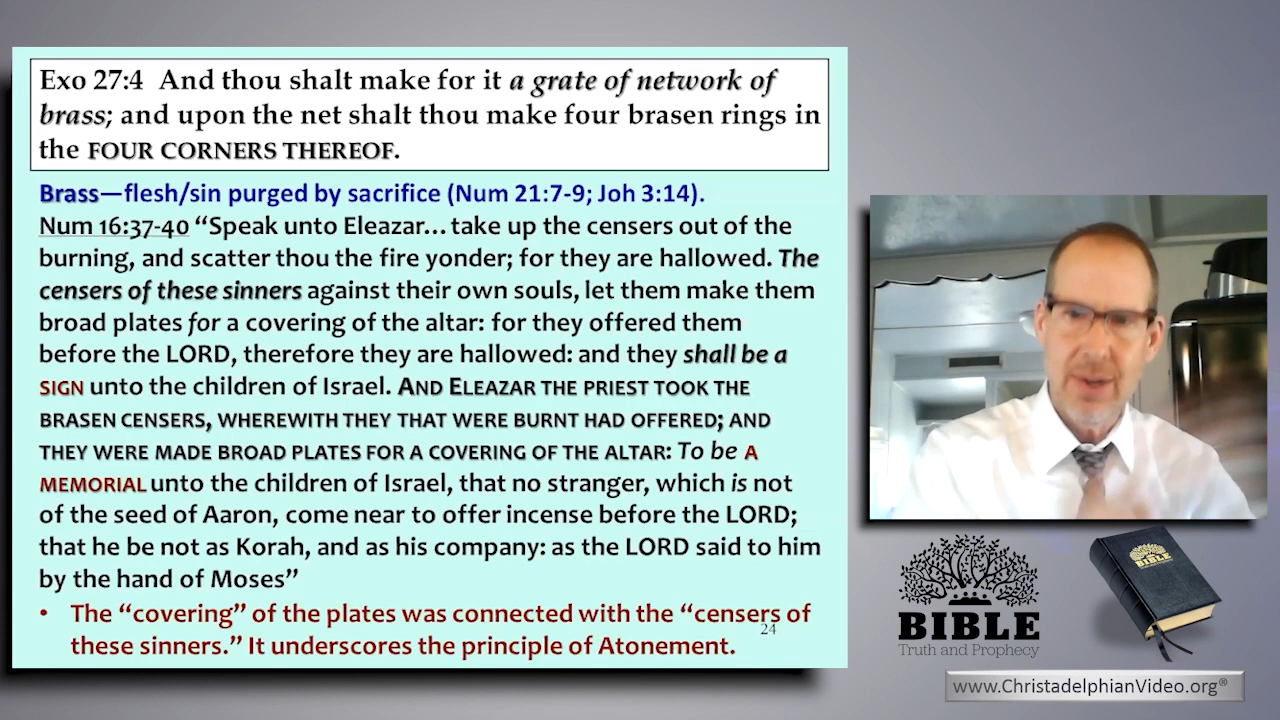 Exo 27:4 And thou shalt make for it a grate of network of
brass; and upon the net shalt thou make four brasen rings in
the FOUR CORNERS THEREOF.
Brass—flesh/sin purged by sacrifice (Num 21:7-9; Joh 3:14).
Num 16:37-40 “Speak unto Eleazar…take up the censers out of the
burning, and scatter thou the fire yonder; for they are hallowed. The
censers of these sinners against their own souls, let them make them
broad plates for a covering of the altar: for they offered them
before the LORD, therefore they are hallowed: and they shall be a
SIGN unto the children of Israel. AND ELEAZAR THE PRIEST TOOK THE
BRASEN CENSERS, WHEREWITH THEY THAT WERE BURNT HAD OFFERED; AND
THEY WERE MADE BROAD PLATES FOR A COVERING OF THE ALTAR: To be A
MEMORIAL unto the children of Israel, that no stranger, which is not
of the seed of Aaron, come near to offer incense before the LORD;
that he be not as Korah, and as his company: as the LORD said to him
by the hand of Moses”
• The “covering” of the plates was connected with the “censers of
these sinners.” It underscores the principle of Atonement.
24
BIBLE
Truth and Prophecy
BIBLE
www.ChristadelphianVideo.org®